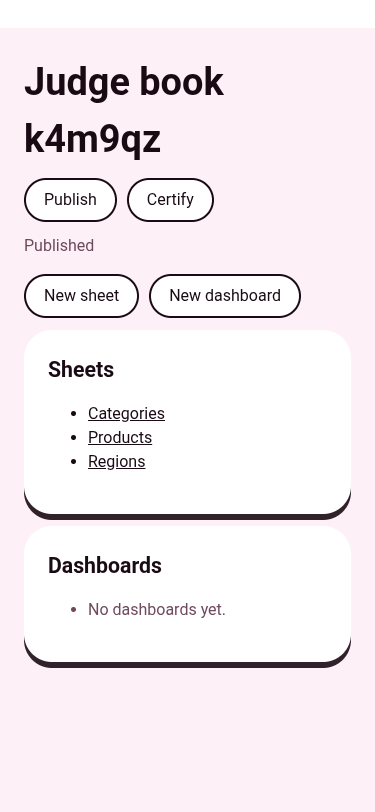 Judge book
k4m9qz
Publish Certify
Published
New sheet New dashboard
Sheets
Categories
Products
Regions
Dashboards
No dashboards yet.